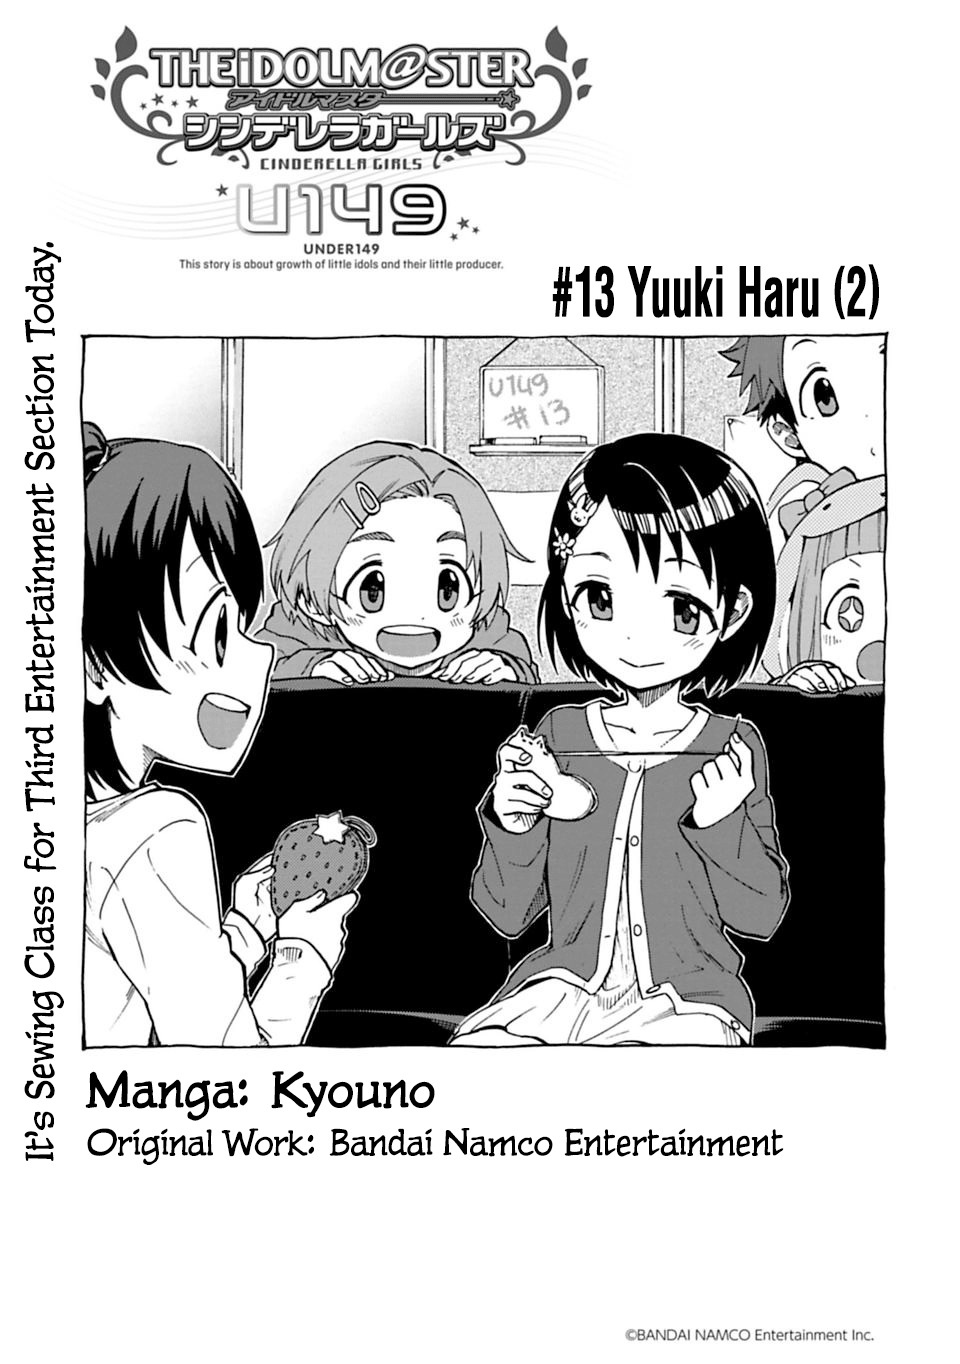 THE iDOLM@STER
アイドルマスター
シンデレラガールズ
CINDERELLA GIRLS
U149
UNDER149
This story is about growth of little idols and their little producer.
#13 Yuuki Haru (2)
It's Sewing Class for Third Entertainment Section Today.
U149
#13
Manga: Kyouno
Original Work: Bandai Namco Entertainment
©BANDAI NAMCO Entertainment Inc.